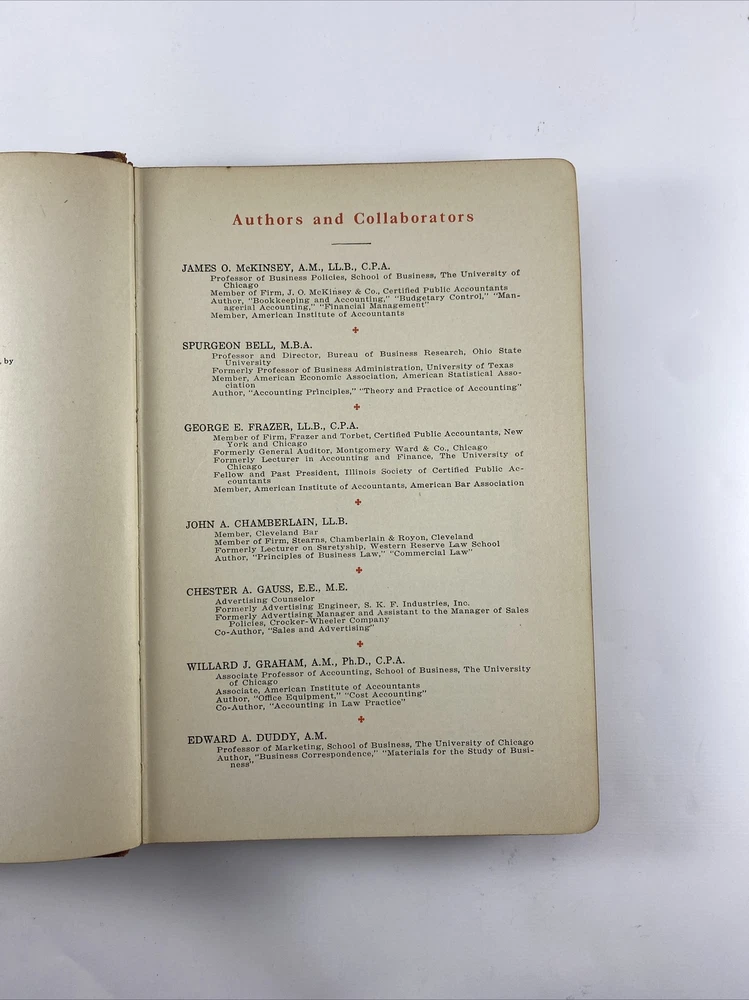 Authors and Collaborators
JAMES O. McKINSEY, A.M., LL.B., C.P.A.
Professor of Business Policies, School of Business, The University of
Chicago
Member of Firm, J. O. McKinsey & Co., Certified Public Accountants
Author, "Bookkeeping and Accounting," "Budgetary Control," "Man-
agerial Accounting," "Financial Management"
Member, American Institute of Accountants
SPURGEON BELL, M.B.A.
Professor and Director, Bureau of Business Research, Ohio State
University
Formerly Professor of Business Administration, University of Texas
Member, American Economic Association, American Statistical Asso-
ciation
Author, "Accounting Principles," "Theory and Practice of Accounting"
, by
GEORGE E. FRAZER, LL.B., C.P.A.
Member of Firm, Frazer and Torbet, Certified Public Accountants, New
York and Chicago
Formerly General Auditor, Montgomery Ward & Co., Chicago
Formerly Lecturer in Accounting and Finance, The University of
Chicago
Fellow and Past President, Illinois Society of Certified Public Ac-
countants
Member, American Institute of Accountants, American Bar Association
JOHN A. CHAMBERLAIN, LL.B.
Member, Cleveland Bar
Member of Firm, Stearns, Chamberlain & Royon, Cleveland
Formerly Lecturer on Suretyship, Western Reserve Law School
Author, "Principles of Business Law," "Commercial Law"
CHESTER A. GAUSS, E.E., M.E.
Advertising Counselor
Formerly Advertising Engineer, S. K. F. Industries, Inc.
Formerly Advertising Manager and Assistant to the Manager of Sales
Policies, Crocker-Wheeler Company
Co-Author, "Sales and Advertising"
WILLARD J. GRAHAM, A.M., Ph.D., C.P.A.
Associate Professor of Accounting, School of Business, The University
of Chicago
Associate, American Institute of Accountants
Author, "Office Equipment," "Cost Accounting"
Co-Author, "Accounting in Law Practice"
EDWARD A. DUDDY, A.M.
Professor of Marketing, School of Business, The University of Chicago
Author, "Business Correspondence," "Materials for the Study of Busi-
ness"